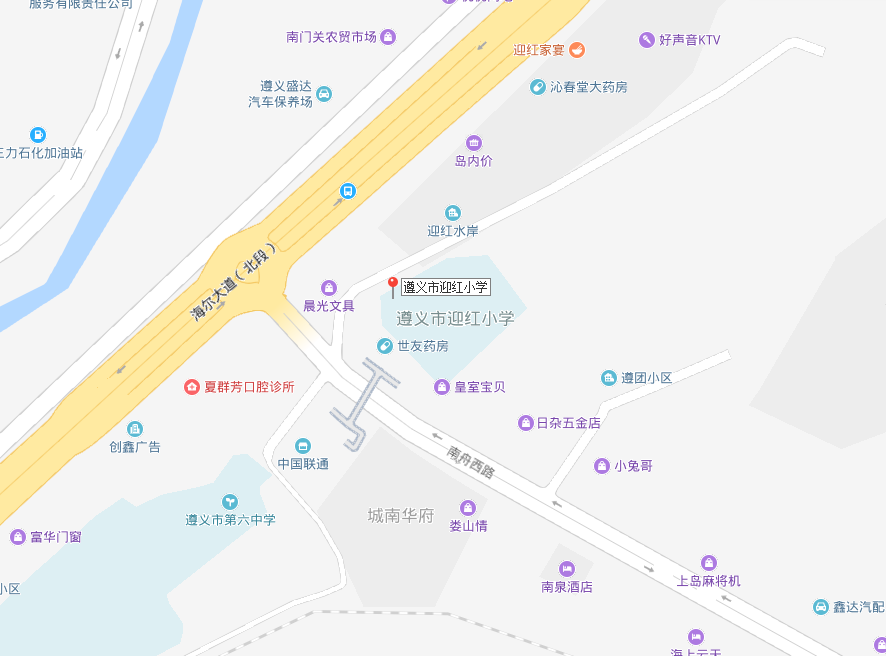 服务有限责任公司
南门关农贸市场
迎红家宴
好声音KTV
遵义盛达
汽车保养场
沁春堂大药房
王力石化加油站
岛内价
迎红水岸
海尔大道(北段)
遵义市迎红小学
晨光文具
遵义市迎红小学
世友药房
夏群芳口腔诊所
皇室宝贝
遵团小区
日杂五金店
创鑫广告
中国联通
南舟西路
小兔哥
遵义市第六中学
城南华府
娄山情
富华门窗
南泉酒店
上岛麻将机
小区
鑫达汽配
海上云天